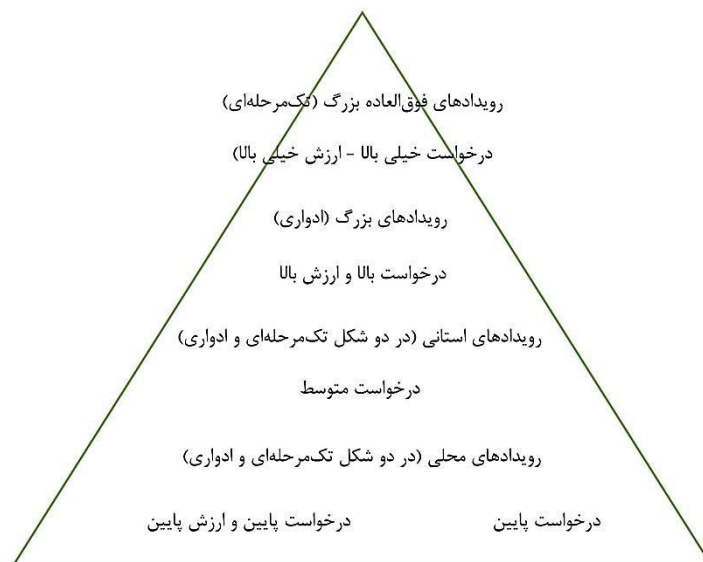 رویدادهای فوق‌العاده بزرگ (تک‌مرحله‌ای)
درخواست خیلی بالا - ارزش خیلی بالا)
رویدادهای بزرگ (ادواری)
درخواست بالا و ارزش بالا
رویدادهای استانی (در دو شکل تک‌مرحله‌ای و ادواری)
درخواست متوسط
رویدادهای محلی (در دو شکل تک‌مرحله‌ای و ادواری)
درخواست پایین درخواست پایین و ارزش پایین